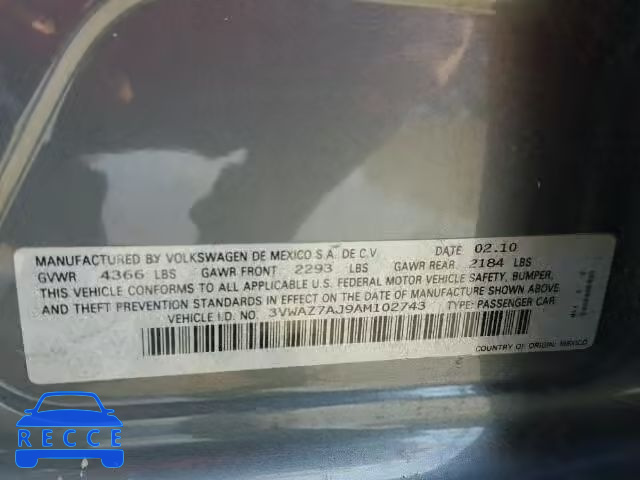 MANUFACTURED BY VOLKSWAGEN DE MEXICO S.A. DE C.V DATE 02.10
GVWR 4366 LBS GAWR FRONT 2293 LBS GAWR REAR 2184 LBS
THIS VEHICLE CONFORMS TO ALL APPLICABLE U.S. FEDERAL MOTOR VEHICLE SAFETY, BUMPER,
AND THEFT PREVENTION STANDARDS IN EFFECT ON THE DATE OF MANUFACTURE SHOWN ABOVE.
VEHICLE I.D. NO. 3VWAZ7AJ9AM102743 TYPE: PASSENGER CAR
COUNTRY OF ORIGIN: MEXICO
RECCE